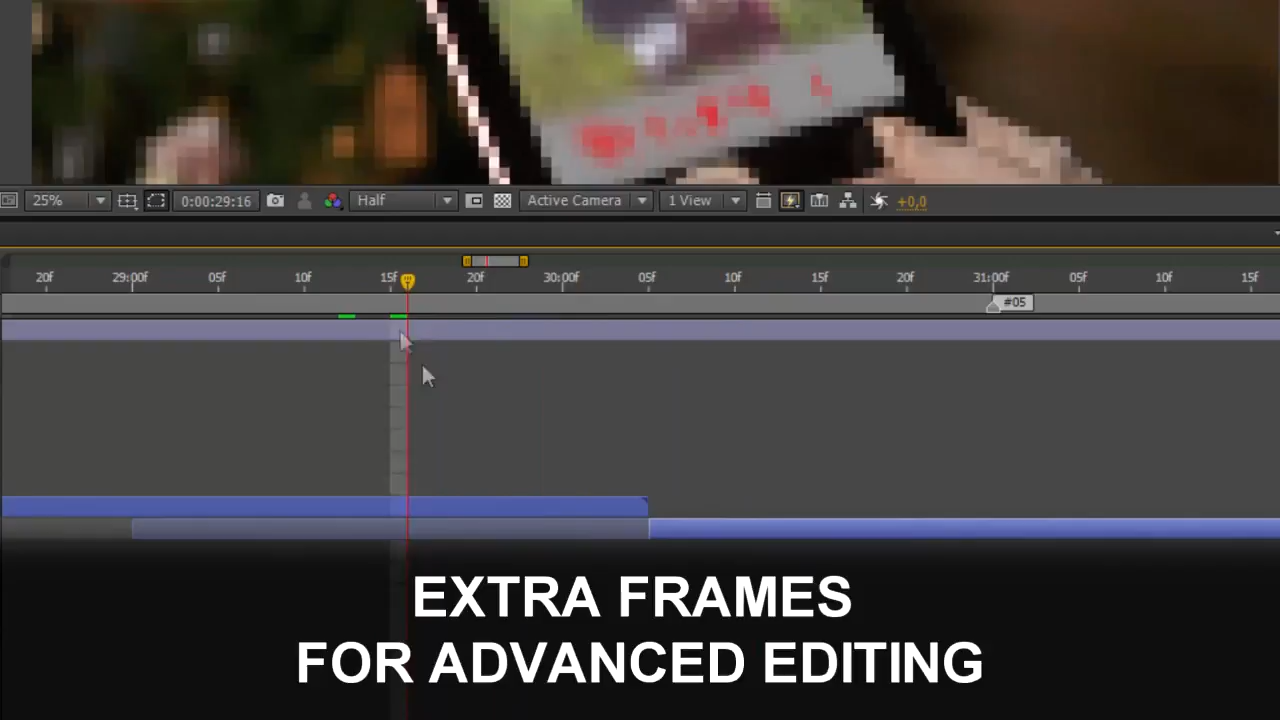 25% 0:00:29:16 Half Active Camera 1 View +0,0
20f 29:00f 05f 10f 15f 20f 30:00f 05f 10f 15f 20f 31:00f 05f 10f 15f
#05
EXTRA FRAMES
FOR ADVANCED EDITING